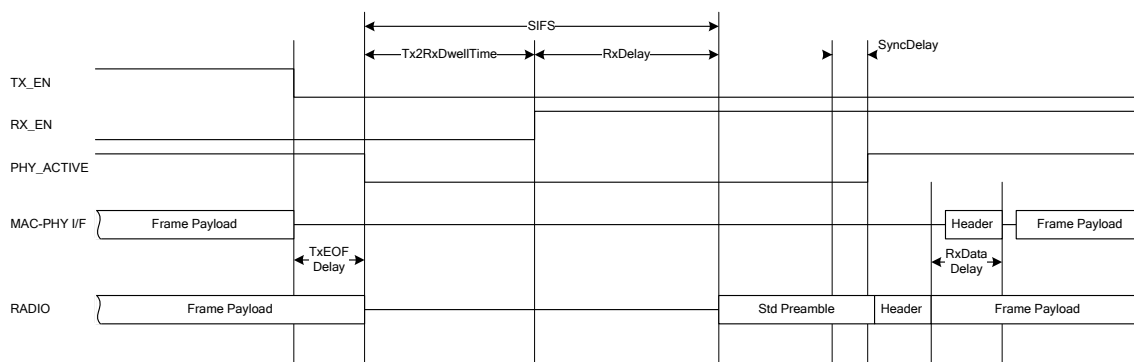 SIFS
Tx2RxDwellTime
RxDelay
SyncDelay
TX_EN
RX_EN
PHY_ACTIVE
MAC-PHY I/F
Frame Payload
Header
Frame Payload
TxEOF
Delay
RxData
Delay
RADIO
Frame Payload
Std Preamble
Header
Frame Payload